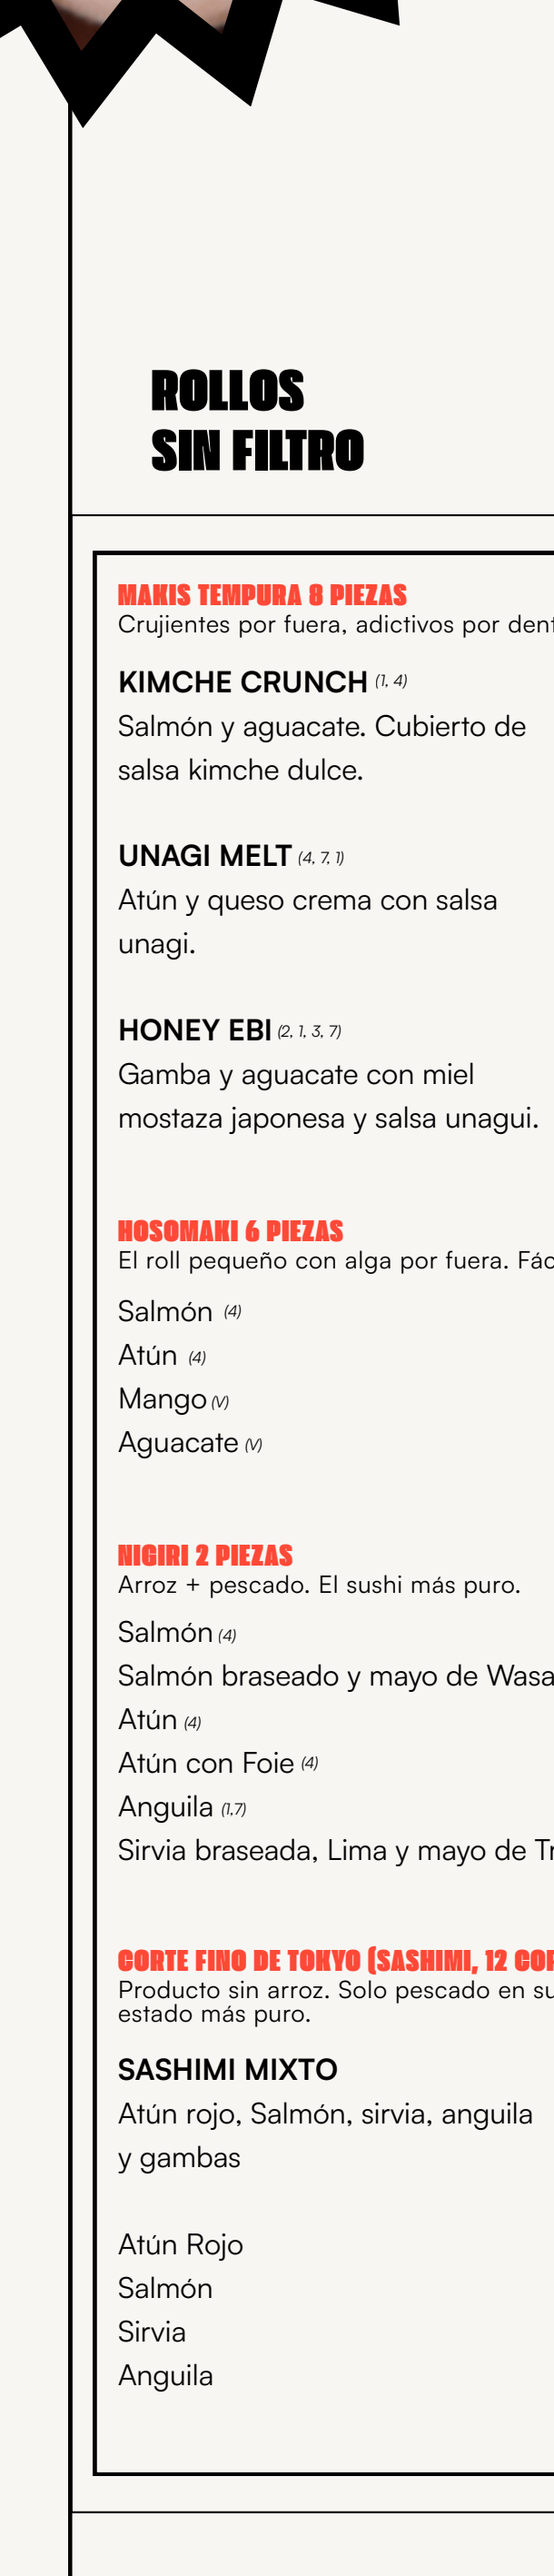 ROLLOS
SIN FILTRO
MAKIS TEMPURA 8 PIEZAS
Crujientes por fuera, adictivos por
KIMCHE CRUNCH (1, 4)
Salmón y aguacate. Cubierto de
salsa kimche dulce.
UNAGI MELT (4, 7, 1)
Atún y queso crema con salsa
unagi.
HONEY EBI (2, 1, 3, 7)
Gamba y aguacate con miel
mostaza japonesa y salsa unagui.
HOSOMAKI 6 PIEZAS
El roll pequeño con alga por fuera.
Salmón (4)
Atún (4)
Mango (V)
Aguacate (V)
NIGIRI 2 PIEZAS
Arroz + pescado. El sushi más puro.
Salmón (4)
Salmón braseado y mayo de
Atún (4)
Atún con Foie (4)
Anguila (1.7)
Sirvia braseada, Lima y mayo de
CORTE FINO DE TOKYO (SASHIMI, 12
Producto sin arroz. Solo pescado en su
estado más puro.
SASHIMI MIXTO
Atún rojo, Salmón, sirvia, anguila
y gambas
Atún Rojo
Salmón
Sirvia
Anguila